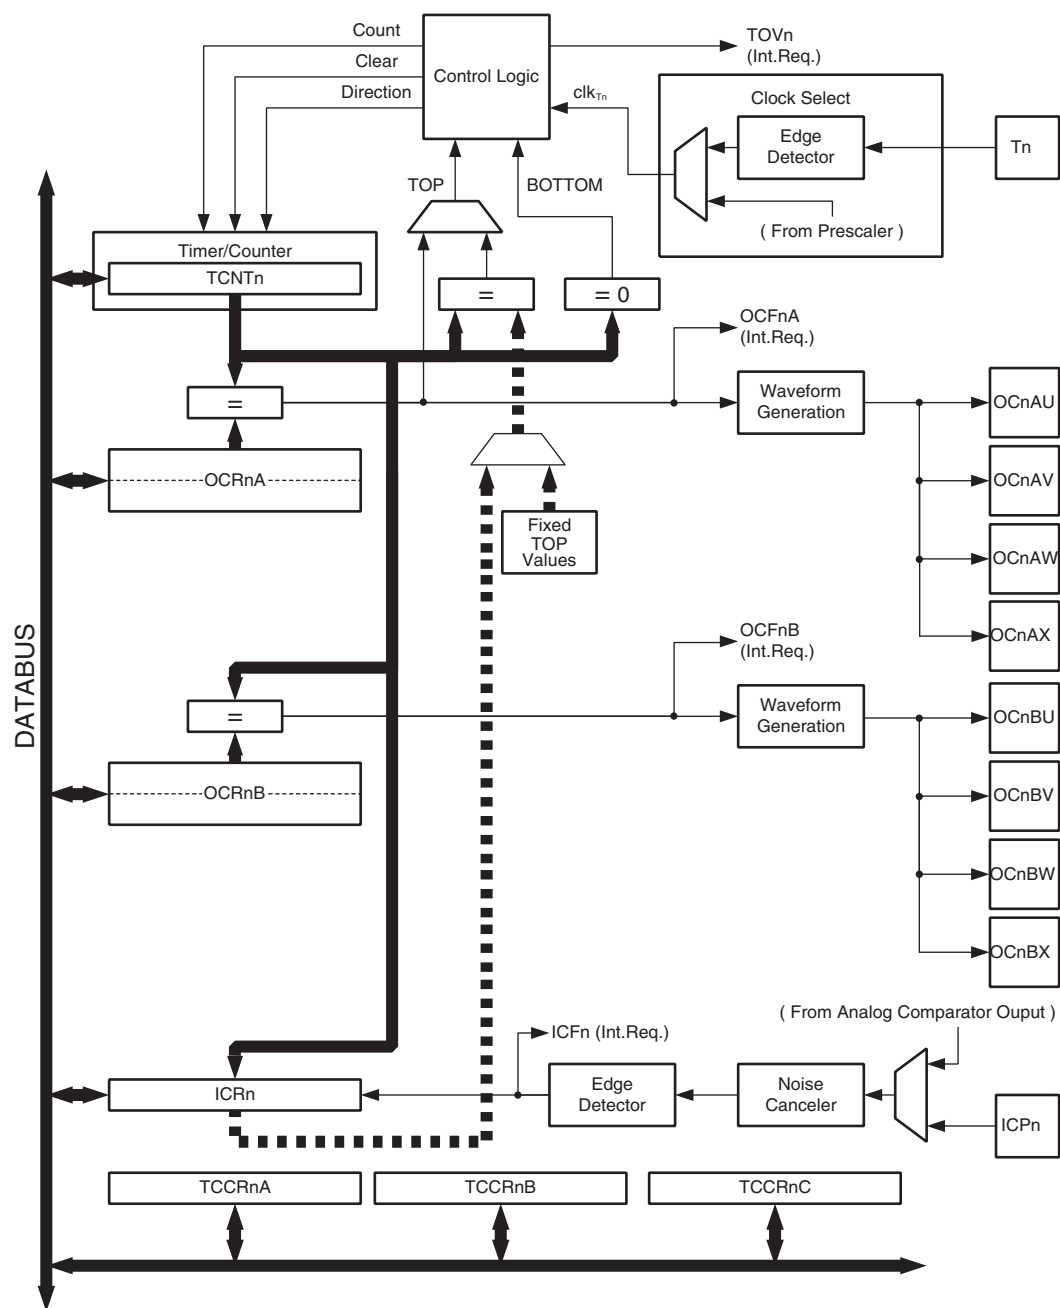 Count
Clear
Direction
Control Logic
TOVn
(Int.Req.)
clkTn
Clock Select
Edge
Detector
Tn
( From Prescaler )
TOP
BOTTOM
Timer/Counter
TCNTn
=
= 0
OCFnA
(Int.Req.)
=
Waveform
Generation
OCnAU
OCnAV
OCnAW
OCnAX
OCRnA
Fixed
TOP
Values
DATABUS
OCFnB
(Int.Req.)
=
Waveform
Generation
OCnBU
OCnBV
OCnBW
OCnBX
OCRnB
( From Analog Comparator Ouput )
ICFn (Int.Req.)
ICRn
Edge
Detector
Noise
Canceler
ICPn
TCCRnA
TCCRnB
TCCRnC